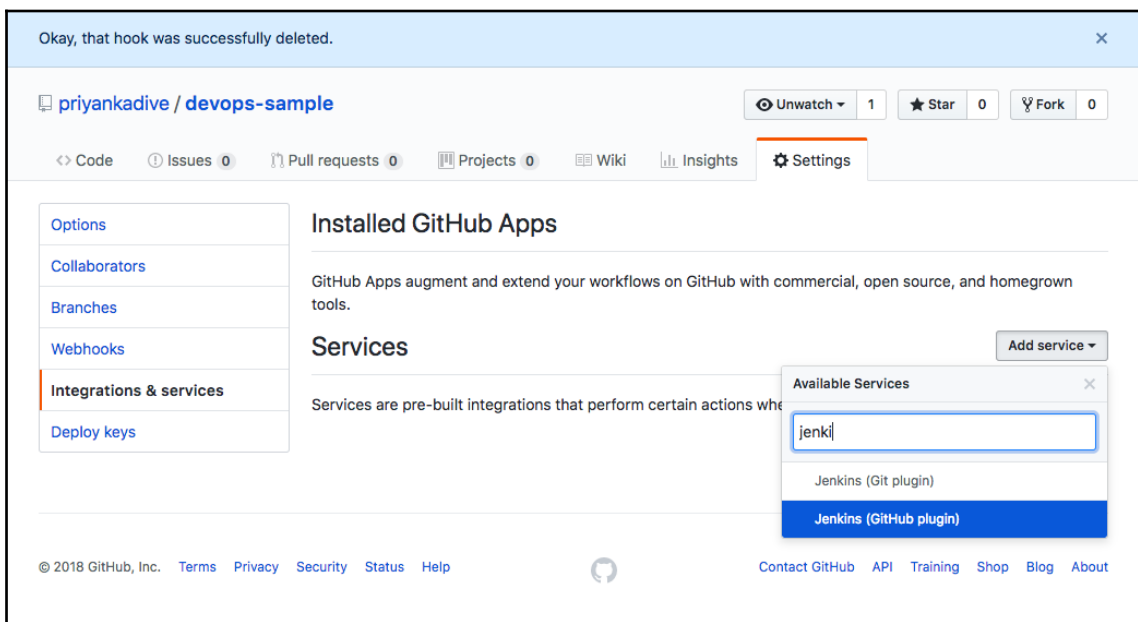 Okay, that hook was successfully deleted. ×
priyankadive / devops-sample
Unwatch 1 Star 0 Fork 0
<> Code Issues 0 Pull requests 0 Projects 0 Wiki Insights Settings
Options
Collaborators
Branches
Webhooks
Integrations & services
Deploy keys
Installed GitHub Apps
GitHub Apps augment and extend your workflows on GitHub with commercial, open source, and homegrown
tools.
Services
Add service
Services are pre-built integrations that perform certain actions whe
Available Services ×
jenki
Jenkins (Git plugin)
Jenkins (GitHub plugin)
© 2018 GitHub, Inc. Terms Privacy Security Status Help Contact GitHub API Training Shop Blog About